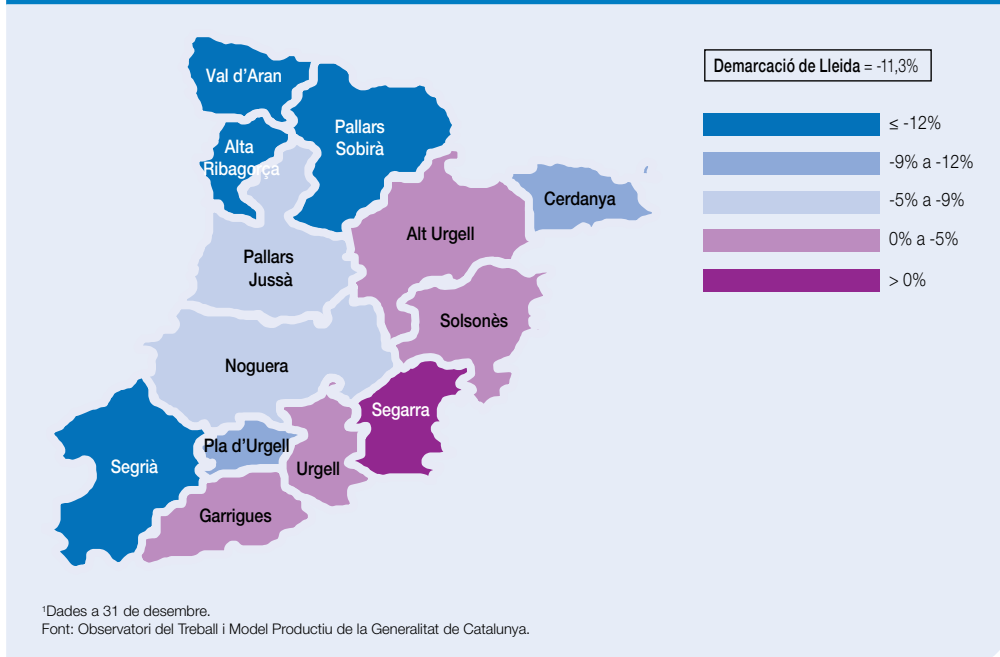 Val d’Aran
Pallars
Sobirà
Alta
Ribagorçà
Cerdanya
Alt Urgell
Pallars
Jussà
Solsonès
Noguera
Segarra
Pla d’Urgell
Segrià
Urgell
Garrigues
Demarcació de Lleida = -11,3%
≤ -12%
-9% a -12%
-5% a -9%
0% a -5%
> 0%
¹Dades a 31 de desembre.
Font: Observatori del Treball i Model Productiu de la Generalitat de Catalunya.